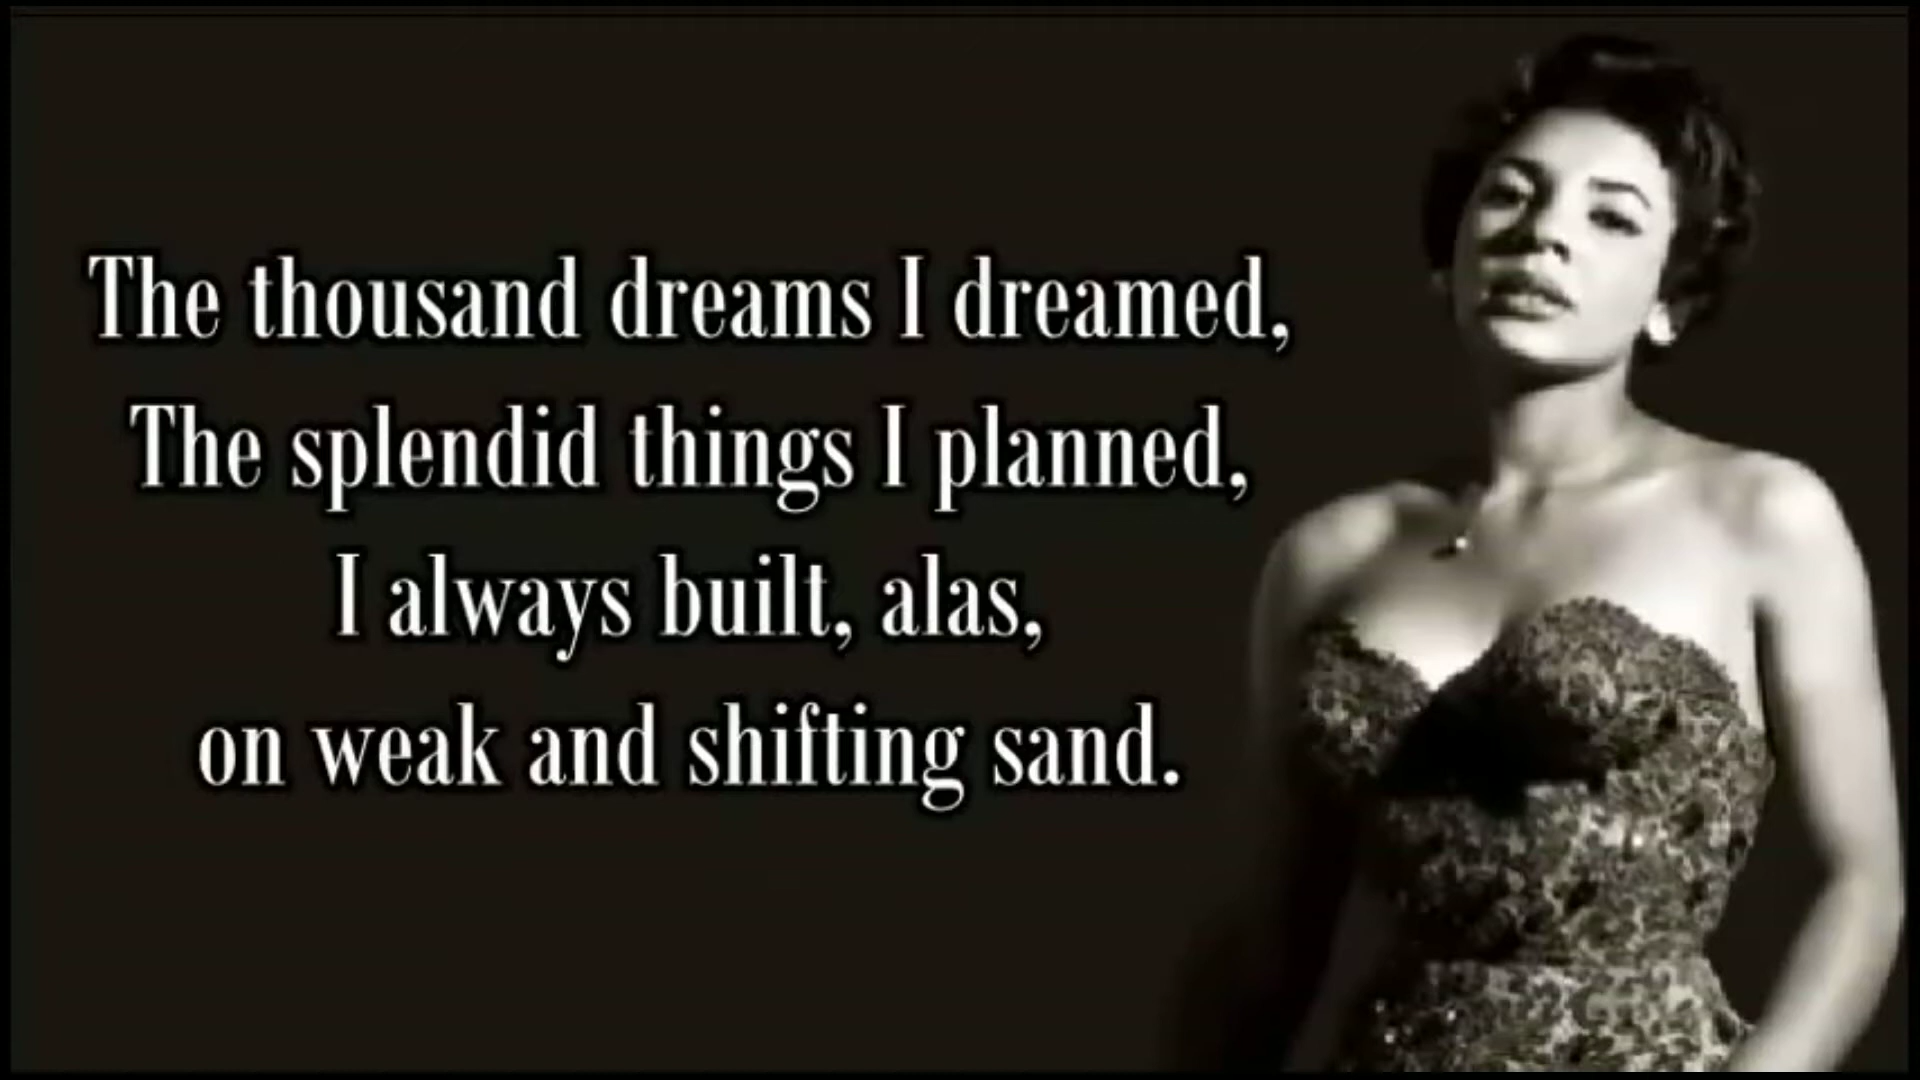 The thousand dreams I dreamed,
The splendid things I planned,
I always built, alas,
on weak and shifting sand.